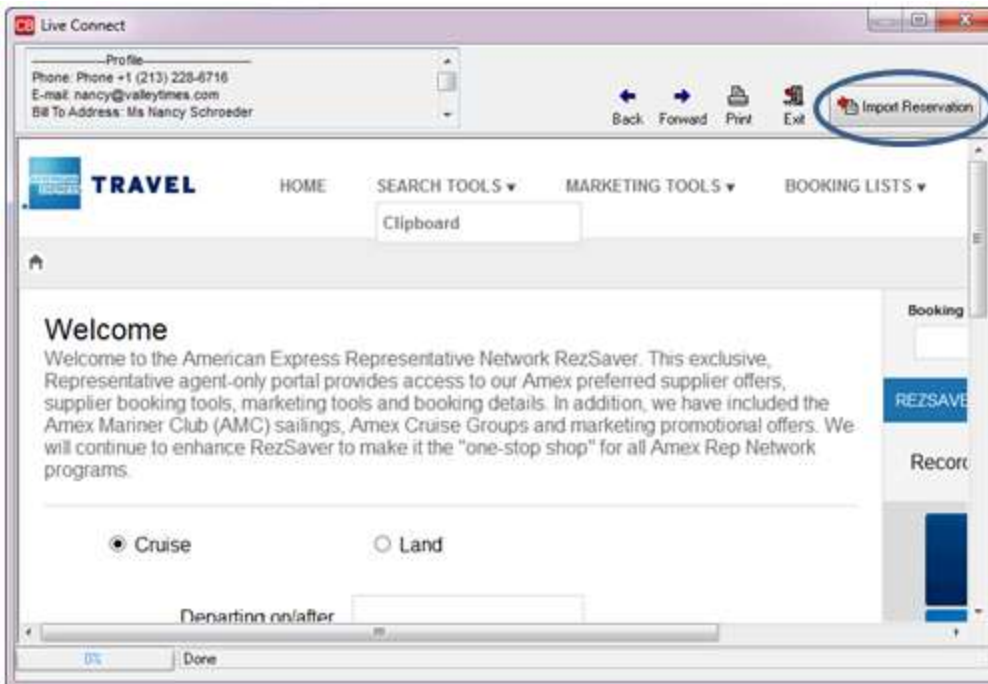 CB Live Connect
Profile
Phone: Phone +1 (213) 228-6716
E-mail: nancy@valleytimes.com
Bill To Address: Ms Nancy Schroeder
Back Forward Print Exit Import Reservation
TRAVEL HOME SEARCH TOOLS ▾ MARKETING TOOLS ▾ BOOKING LISTS ▾
Clipboard
Welcome
Welcome to the American Express Representative Network RezSaver. This exclusive,
Representative agent-only portal provides access to our Amex preferred supplier offers,
supplier booking tools, marketing tools and booking details. In addition, we have included the
Amex Mariner Club (AMC) sailings, Amex Cruise Groups and marketing promotional offers. We
will continue to enhance RezSaver to make it the "one-stop shop" for all Amex Rep Network
programs.
Booking
REZSAVE
Record
Cruise Land
Departing on/after
0% Done